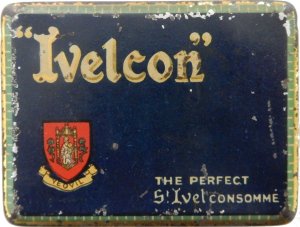 "Ivelcon"
YEOVIL
THE PERFECT
St Ivel CONSOMMÉ